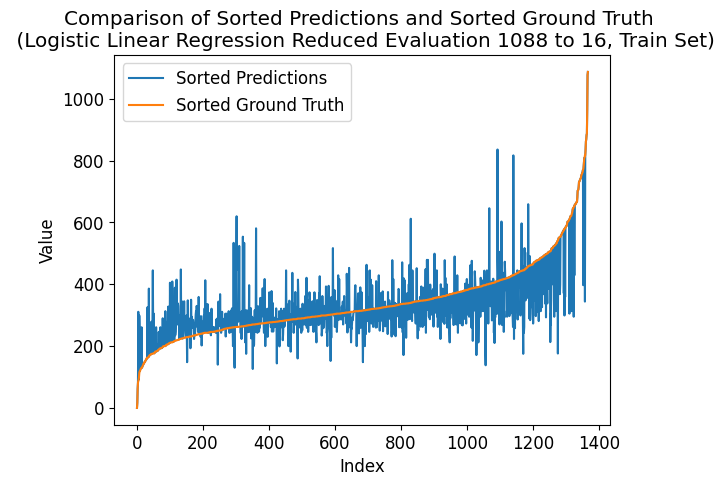 Comparison of Sorted Predictions and Sorted Ground Truth
(Logistic Linear Regression Reduced Evaluation 1088 to 16, Train Set)
Sorted Predictions
Sorted Ground Truth
Value
1000
800
600
400
200
0
0 200 400 600 800 1000 1200 1400
Index